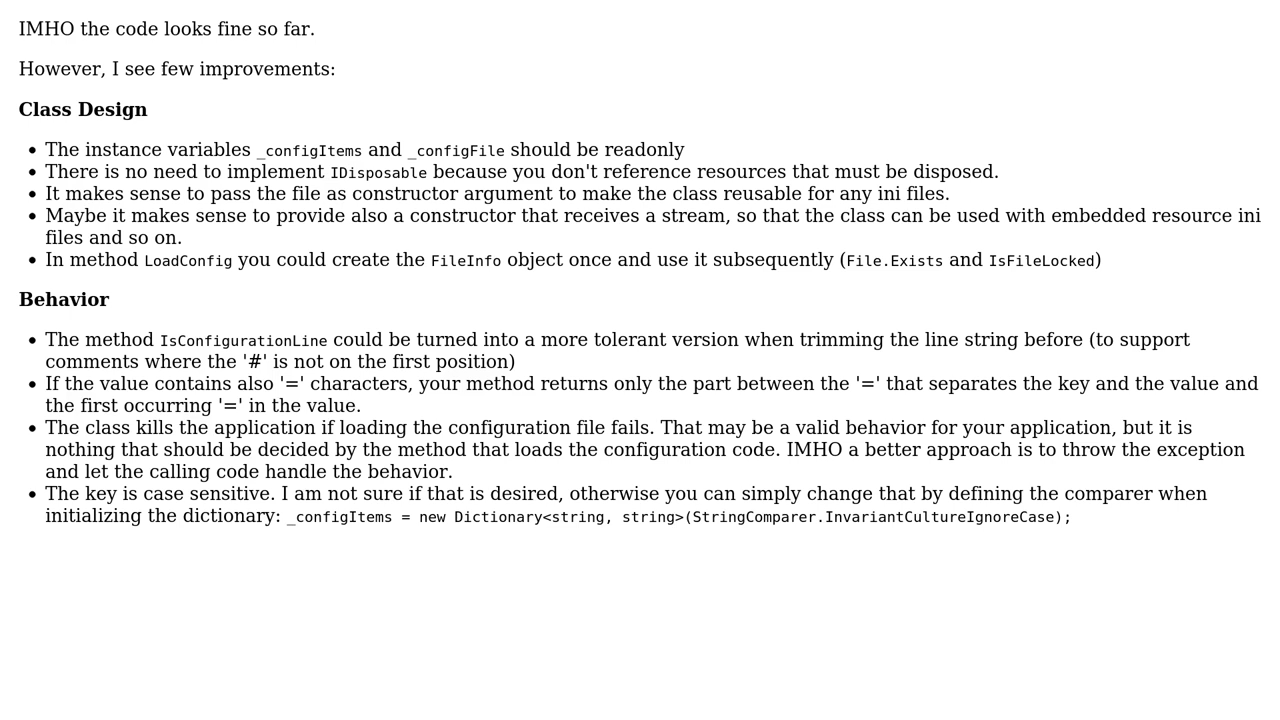 IMHO the code looks fine so far.
However, I see few improvements:
Class Design
• The instance variables _configItems and _configFile should be readonly
• There is no need to implement IDisposable because you don't reference resources that must be disposed.
• It makes sense to pass the file as constructor argument to make the class reusable for any ini files.
• Maybe it makes sense to provide also a constructor that receives a stream, so that the class can be used with embedded resource ini
files and so on.
• In method LoadConfig you could create the FileInfo object once and use it subsequently (File.Exists and IsFileLocked)
Behavior
• The method IsConfigurationLine could be turned into a more tolerant version when trimming the line string before (to support
comments where the '#' is not on the first position)
• If the value contains also '=' characters, your method returns only the part between the '=' that separates the key and the value and
the first occurring '=' in the value.
• The class kills the application if loading the configuration file fails. That may be a valid behavior for your application, but it is
nothing that should be decided by the method that loads the configuration code. IMHO a better approach is to throw the exception
and let the calling code handle the behavior.
• The key is case sensitive. I am not sure if that is desired, otherwise you can simply change that by defining the comparer when
initializing the dictionary: _configItems = new Dictionary<string, string>(StringComparer.InvariantCultureIgnoreCase);